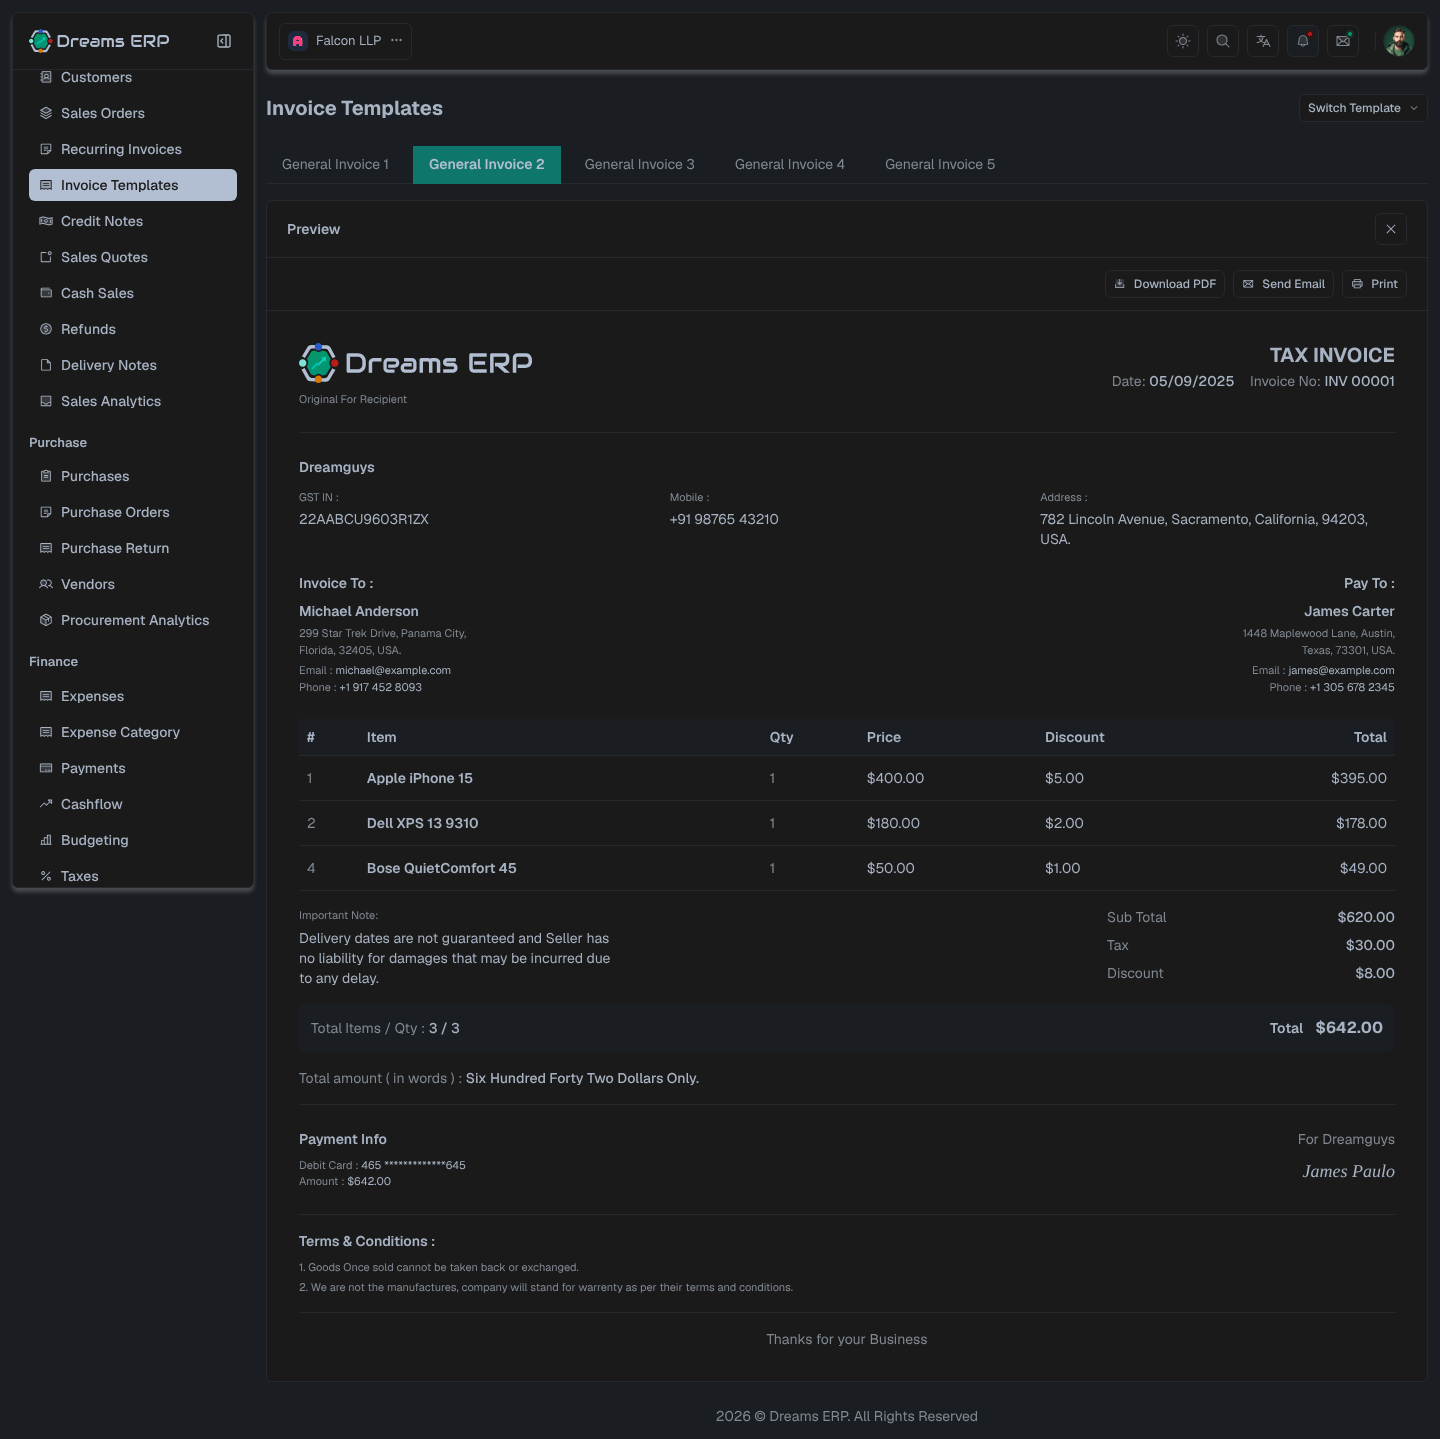 Dreams ERP
Customers
Sales Orders
Recurring Invoices
Invoice Templates
Credit Notes
Sales Quotes
Cash Sales
Refunds
Delivery Notes
Sales Analytics
Purchase
Purchases
Purchase Orders
Purchase Return
Vendors
Procurement Analytics
Finance
Expenses
Expense Category
Payments
Cashflow
Budgeting
Taxes
Falcon LLP
Invoice Templates
Switch Template
General Invoice 1 General Invoice 2 General Invoice 3 General Invoice 4 General Invoice 5
Preview
Download PDF Send Email Print
Dreams ERP
Original For Recipient
TAX INVOICE
Date: 05/09/2025 Invoice No: INV 00001
Dreamguys
GST IN : Mobile : Address :
22AABCU9603R1ZX +91 98765 43210 782 Lincoln Avenue, Sacramento, California, 94203,
USA.
Invoice To :
Michael Anderson
299 Star Trek Drive, Panama City,
Florida, 32405, USA.
Email : michael@example.com
Phone : +1 917 452 8093
Pay To :
James Carter
1448 Maplewood Lane, Austin,
Texas, 73301, USA.
Email : james@example.com
Phone : +1 305 678 2345
# Item Qty Price Discount Total
1 Apple iPhone 15 1 $400.00 $5.00 $395.00
2 Dell XPS 13 9310 1 $180.00 $2.00 $178.00
4 Bose QuietComfort 45 1 $50.00 $1.00 $49.00
Important Note:
Delivery dates are not guaranteed and Seller has
no liability for damages that may be incurred due
to any delay.
Sub Total $620.00
Tax $30.00
Discount $8.00
Total Items / Qty : 3 / 3 Total $642.00
Total amount ( in words ) : Six Hundred Forty Two Dollars Only.
Payment Info
Debit Card : 465 *************645
Amount : $642.00
For Dreamguys
James Paulo
Terms & Conditions :
1. Goods Once sold cannot be taken back or exchanged.
2. We are not the manufactures, company will stand for warrenty as per their terms and conditions.
Thanks for your Business
2026 © Dreams ERP. All Rights Reserved